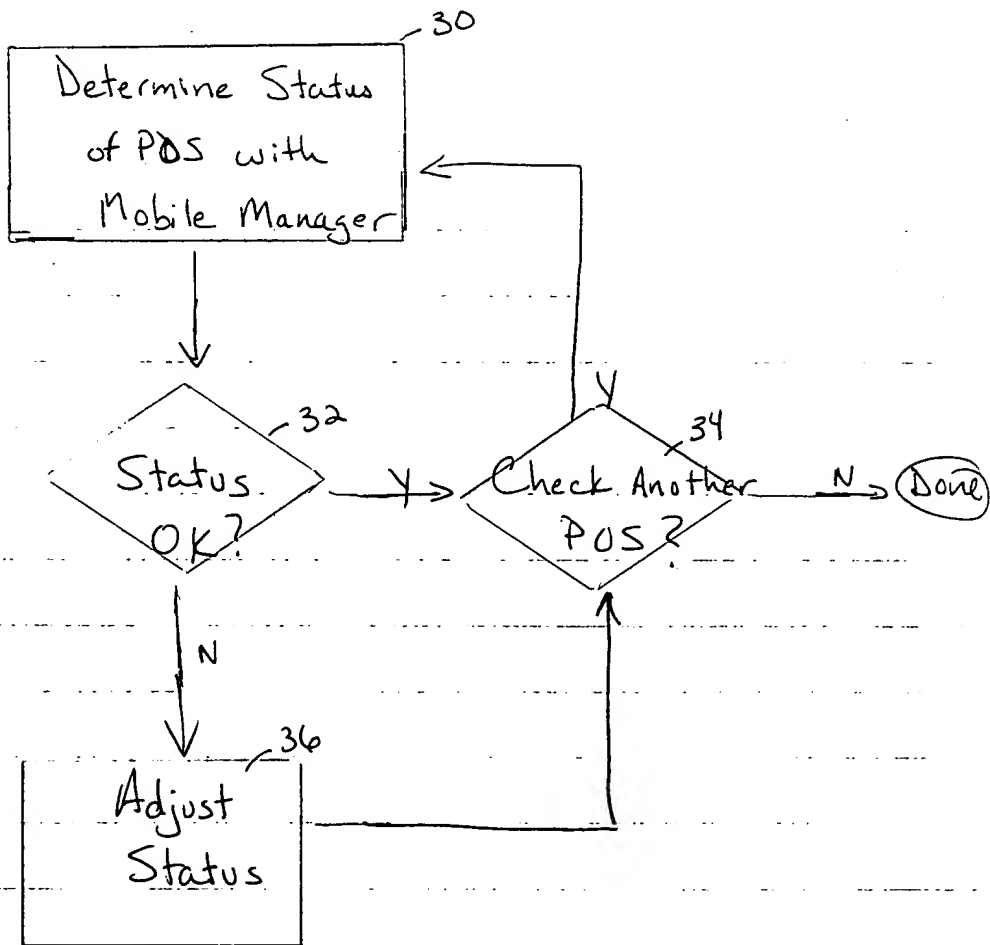 30
Determine Status
of POS with
Mobile Manager
32
Status
OK?
Y
Y
34
Check Another
POS?
N
Done
N
36
Adjust
Status